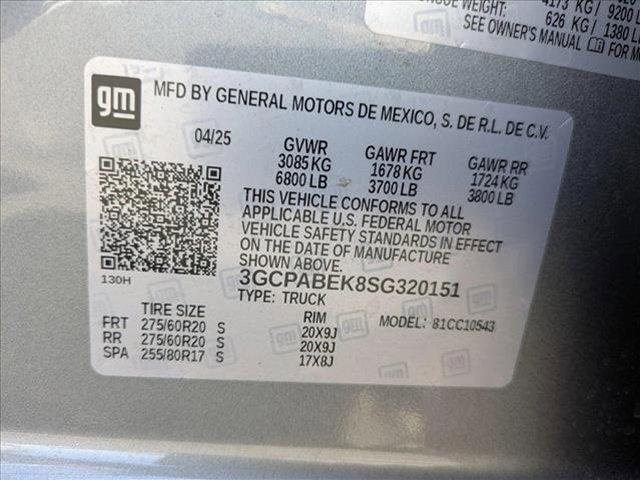 4173 KG / 9200
WEIGHT: 626 KG / 1380 LB
SEE OWNER'S MANUAL FOR
gm
MFD BY GENERAL MOTORS DE MEXICO, S. DE R.L. DE C.V.
04/25 GVWR GAWR FRT GAWR RR
3085 KG 1678 KG 1724 KG
6800 LB 3700 LB 3800 LB
THIS VEHICLE CONFORMS TO ALL
APPLICABLE U.S. FEDERAL MOTOR
VEHICLE SAFETY STANDARDS IN EFFECT
ON THE DATE OF MANUFACTURE
SHOWN ABOVE.
130H
3GCPABEK8SG320151
TYPE: TRUCK
TIRE SIZE RIM MODEL: 81CC10543
FRT 275/60R20 S 20X9J
RR 275/60R20 S 20X9J
SPA 255/80R17 S 17X8J